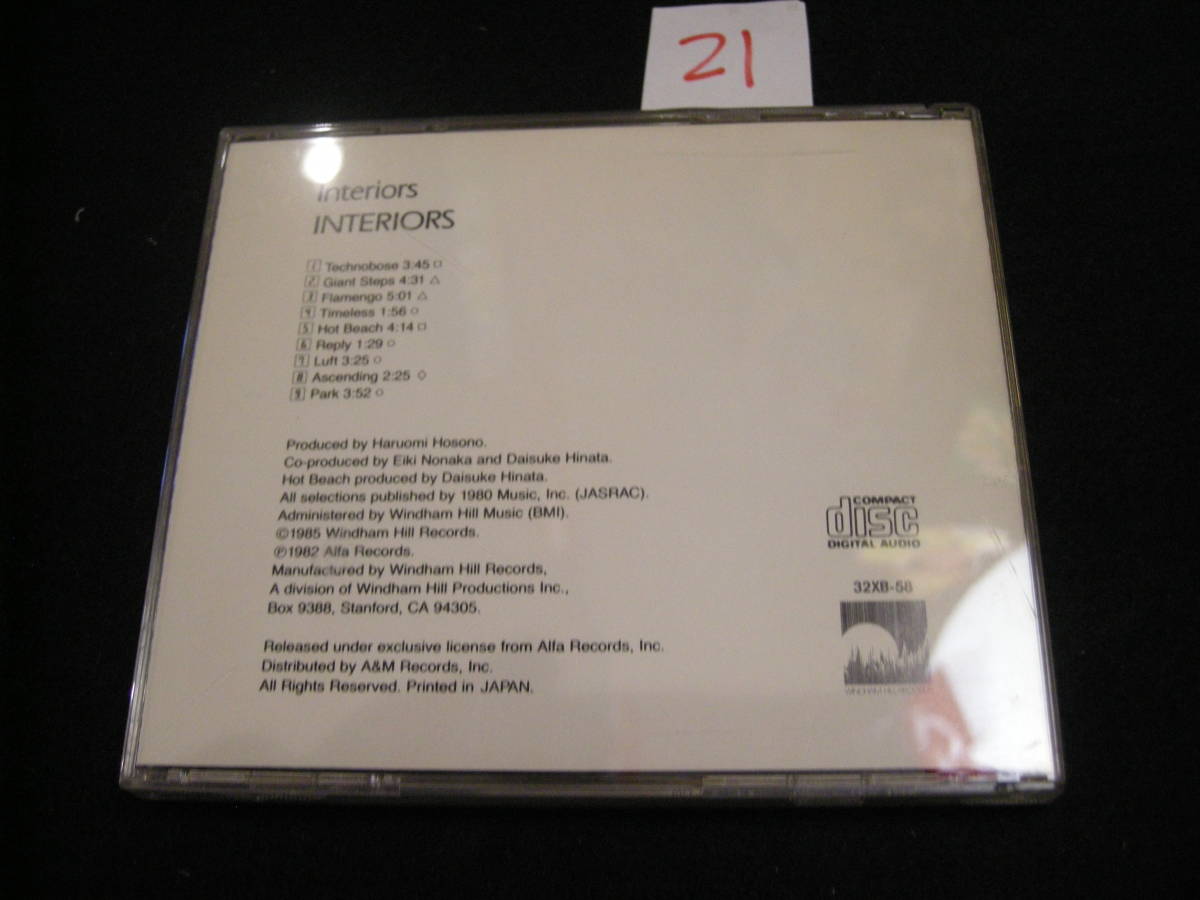 21
Interiors
INTERIORS
1 Technobose 3:45 □
2 Giant Steps 4:31 △
3 Flamengo 5:01 △
4 Timeless 1:56 ○
5 Hot Beach 4:14 □
6 Reply 1:29 ○
7 Luft 3:25 ○
8 Ascending 2:25 ◇
9 Park 3:52 ○
Produced by Haruomi Hosono.
Co-produced by Eiki Nonaka and Daisuke Hinata.
Hot Beach produced by Daisuke Hinata.
All selections published by 1980 Music, Inc. (JASRAC).
Administered by Windham Hill Music (BMI).
©1985 Windham Hill Records.
℗1982 Alfa Records.
Manufactured by Windham Hill Records,
A division of Windham Hill Productions Inc.,
Box 9388, Stanford, CA 94305.
Released under exclusive license from Alfa Records, Inc.
Distributed by A&M Records, Inc.
All Rights Reserved. Printed in JAPAN.
COMPACT
disc
DIGITAL AUDIO
32XB-58
WINDHAM HILL RECORDS